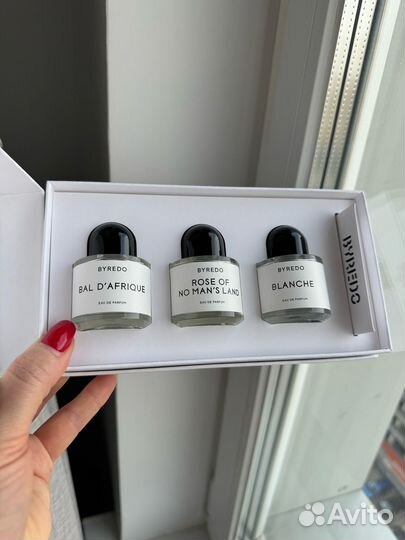 BYREDO
BAL D'AFRIQUE
EAU DE PARFUM
BYREDO
ROSE OF
NO MAN'S LAND
EAU DE PARFUM
BYREDO
BLANCHE
EAU DE PARFUM
BYREDO
Avito